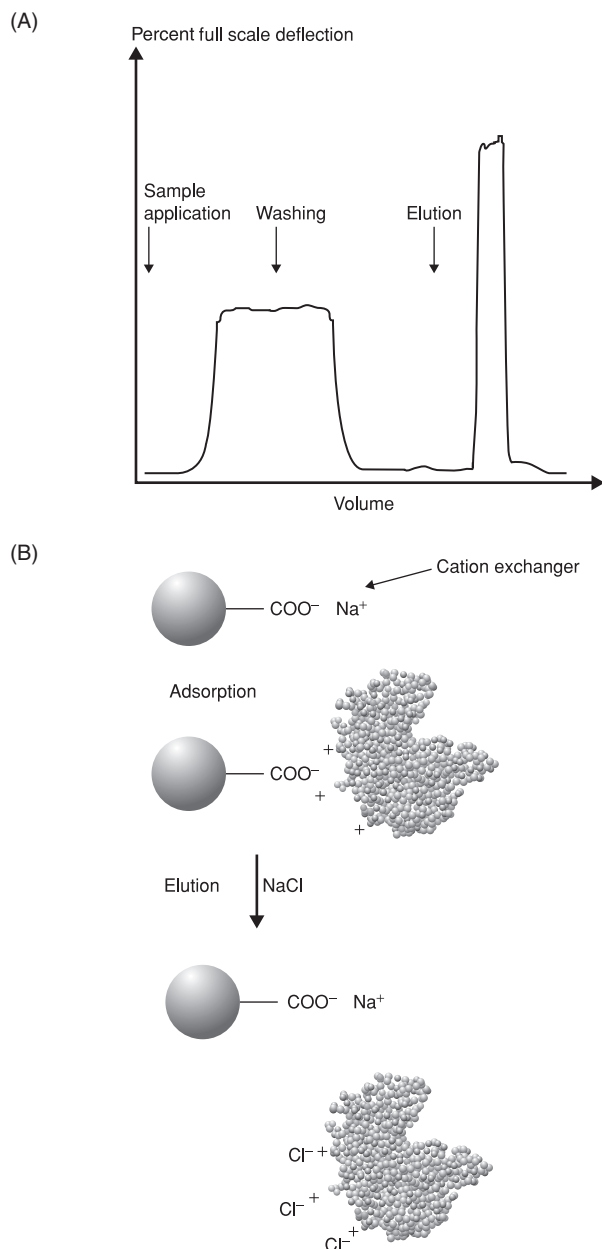 (A)
Percent full scale deflection
Sample
application
Washing
Elution
Volume
(B)
Cation exchanger
COO⁻ Na⁺
Adsorption
COO⁻
+
+
+
Elution
NaCl
COO⁻ Na⁺
Cl⁻ +
Cl⁻ +
Cl⁻ +